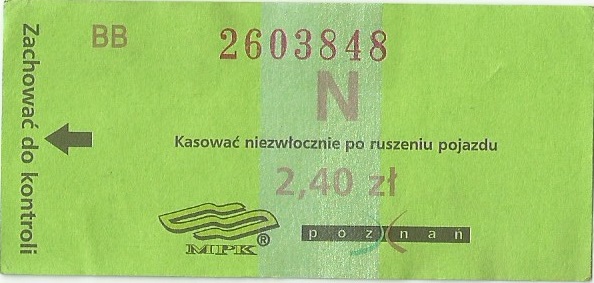 Zachować do kontroli
BB
2603848
N
Kasować niezwłocznie po ruszeniu pojazdu
2,40 zł
MPK®
poznań